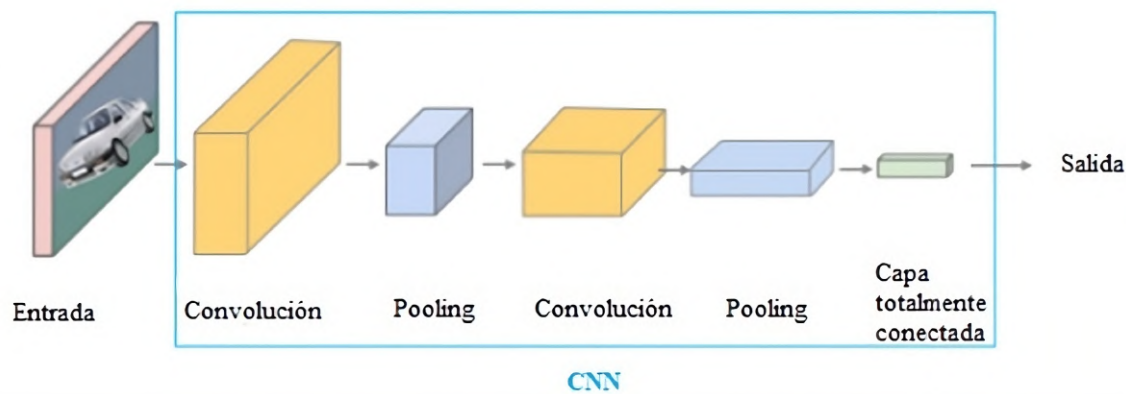 Entrada
Convolución
Pooling
Convolución
Pooling
Capa
totalmente
conectada
Salida
CNN